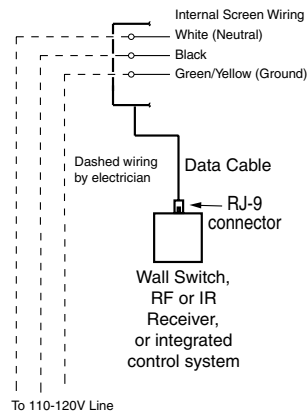 Internal Screen Wiring
White (Neutral)
Black
Green/Yellow (Ground)
Dashed wiring
by electrician
Data Cable
RJ-9
connector
Wall Switch,
RF or IR
Receiver,
or integrated
control system
To 110-120V Line